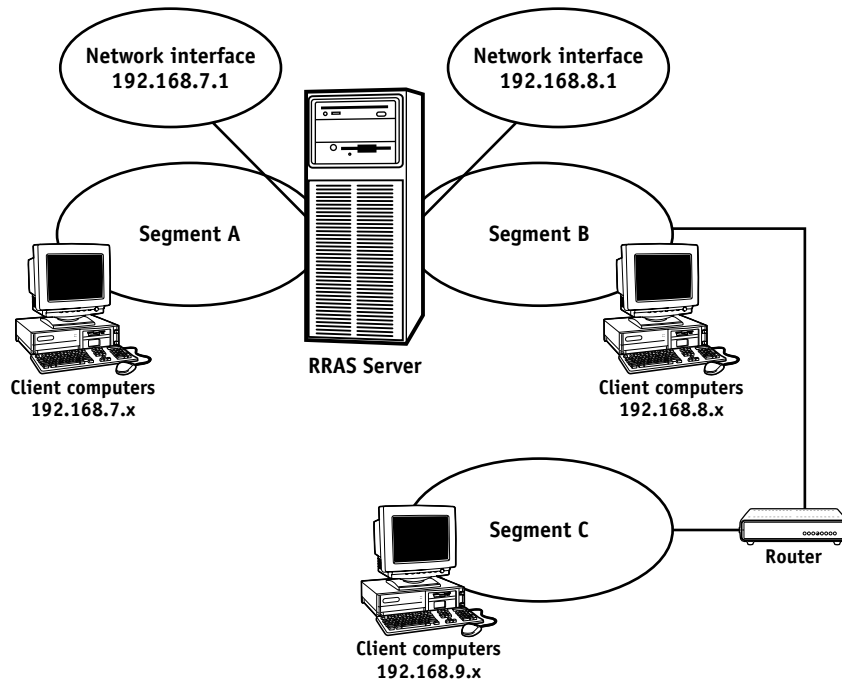 Network interface
192.168.7.1
Network interface
192.168.8.1
Segment A
Segment B
RRAS Server
Client computers
192.168.7.x
Client computers
192.168.8.x
Segment C
Router
Client computers
192.168.9.x